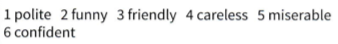 1 polite 2 funny 3 friendly 4 careless 5 miserable
6 confident